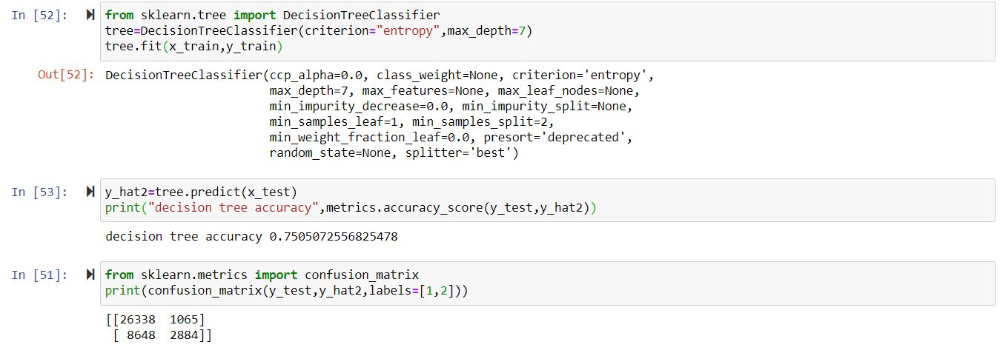 In [52]: from sklearn.tree import DecisionTreeClassifier
tree=DecisionTreeClassifier(criterion="entropy",max_depth=7)
tree.fit(x_train,y_train)
Out[52]: DecisionTreeClassifier(ccp_alpha=0.0, class_weight=None, criterion='entropy',
max_depth=7, max_features=None, max_leaf_nodes=None,
min_impurity_decrease=0.0, min_impurity_split=None,
min_samples_leaf=1, min_samples_split=2,
min_weight_fraction_leaf=0.0, presort='deprecated',
random_state=None, splitter='best')
In [53]: y_hat2=tree.predict(x_test)
print("decision tree accuracy",metrics.accuracy_score(y_test,y_hat2))
decision tree accuracy 0.7505072556825478
In [51]: from sklearn.metrics import confusion_matrix
print(confusion_matrix(y_test,y_hat2,labels=[1,2]))
[[26338  1065]
 [ 8648  2884]]